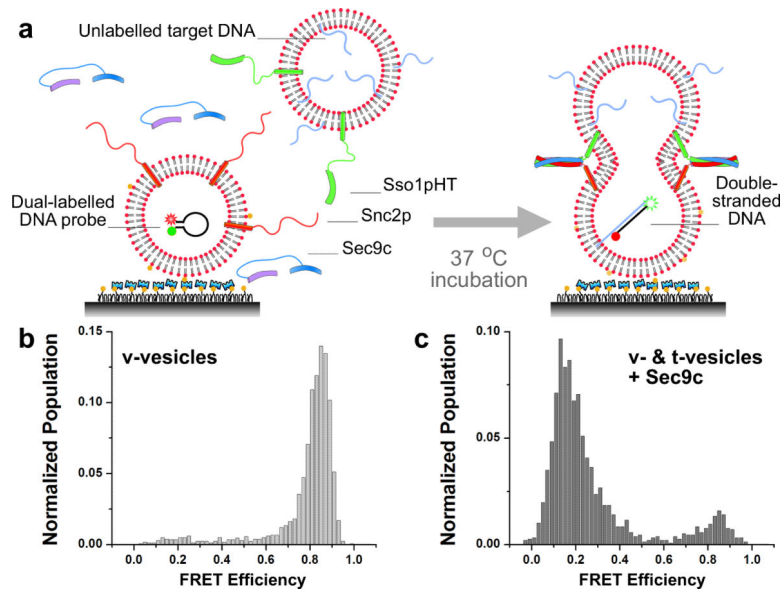 a
Unlabelled target DNA
Sso1pHT
Dual-labelled
DNA probe
Snc2p
Sec9c
37 °C
incubation
Double-
stranded
DNA
b
v-vesicles
Normalized Population
0.15
0.10
0.05
0.00
0.0 0.2 0.4 0.6 0.8 1.0
FRET Efficiency
c
v- & t-vesicles
+ Sec9c
Normalized Population
0.10
0.05
0.00
0.0 0.2 0.4 0.6 0.8 1.0
FRET Efficiency